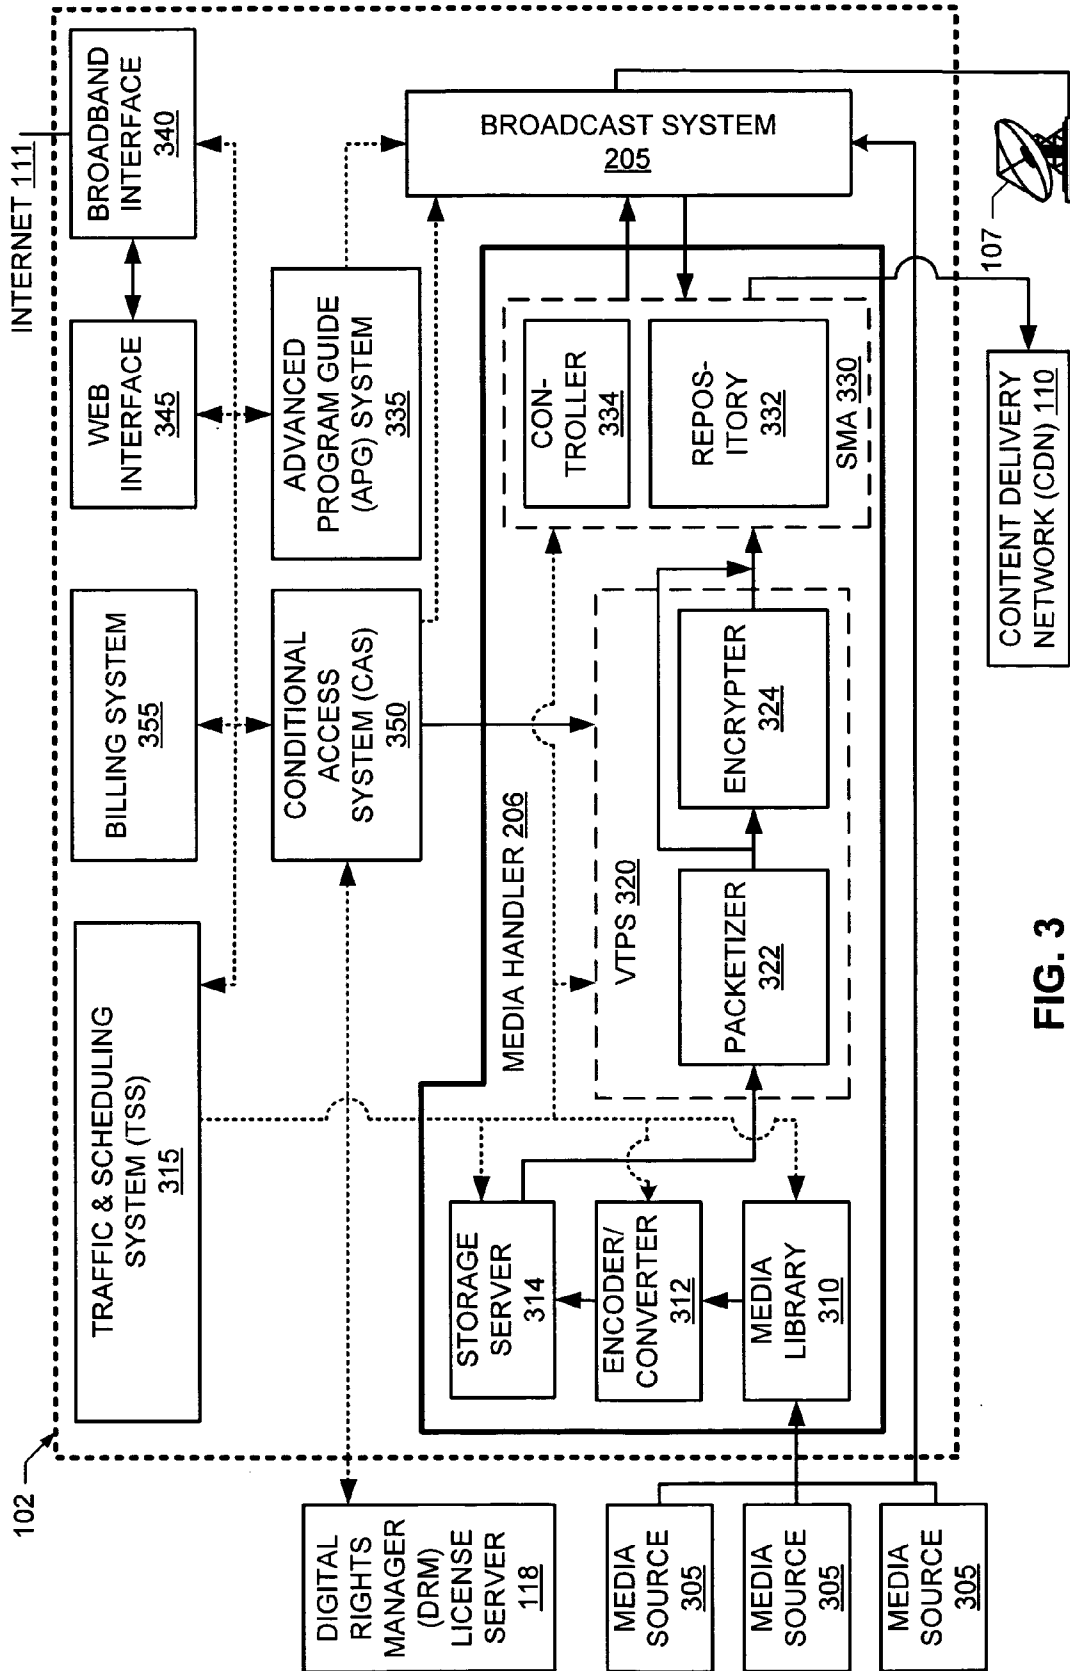 102
INTERNET 111
TRAFFIC & SCHEDULING
SYSTEM (TSS)
315
BILLING SYSTEM
355
WEB
INTERFACE
345
BROADBAND
INTERFACE
340
DIGITAL
RIGHTS
MANAGER
(DRM)
LICENSE
SERVER
118
CONDITIONAL
ACCESS
SYSTEM (CAS)
350
ADVANCED
PROGRAM GUIDE
(APG) SYSTEM
335
BROADCAST SYSTEM
205
MEDIA HANDLER 206
STORAGE
SERVER
314
ENCODER/
CONVERTER
312
MEDIA
LIBRARY
310
VTPS 320
PACKETIZER
322
ENCRYPTER
324
CON-
TROLLER
334
REPOS-
ITORY
332
SMA 330
MEDIA
SOURCE
305
MEDIA
SOURCE
305
MEDIA
SOURCE
305
CONTENT DELIVERY
NETWORK (CDN) 110
107
FIG. 3